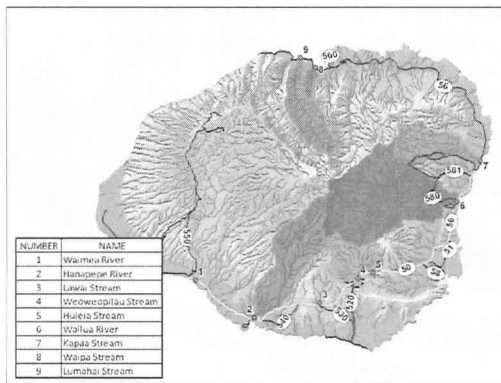 9
8
560
56
7
581
580
6
56
51
5
4
50
58
3
520
530
540
2
1
550
NUMBER NAME
1 Waimea River
2 Hanapepe River
3 Lawai Stream
4 Weoweopilau Stream
5 Huleia Stream
6 Wailua River
7 Kapaa Stream
8 Waipa Stream
9 Lumahai Stream